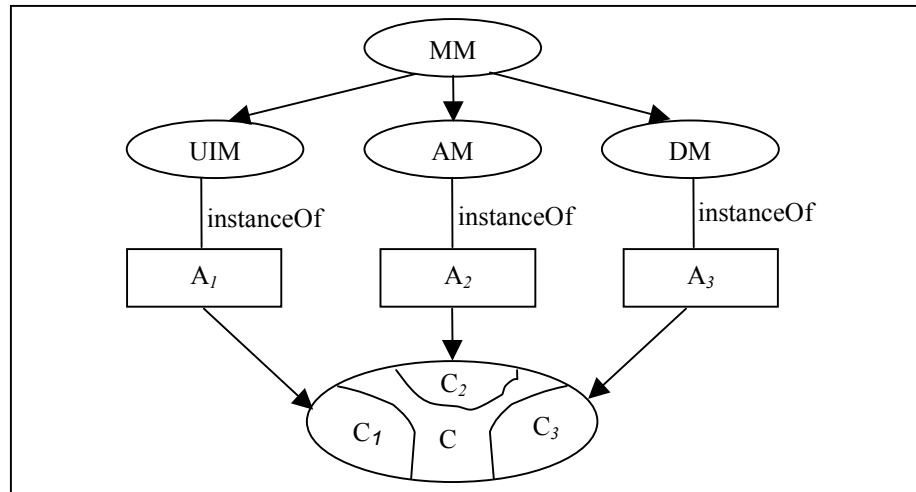 MM
UIM AM DM
instanceOf instanceOf instanceOf
A1 A2 A3
C2
C1 C C3